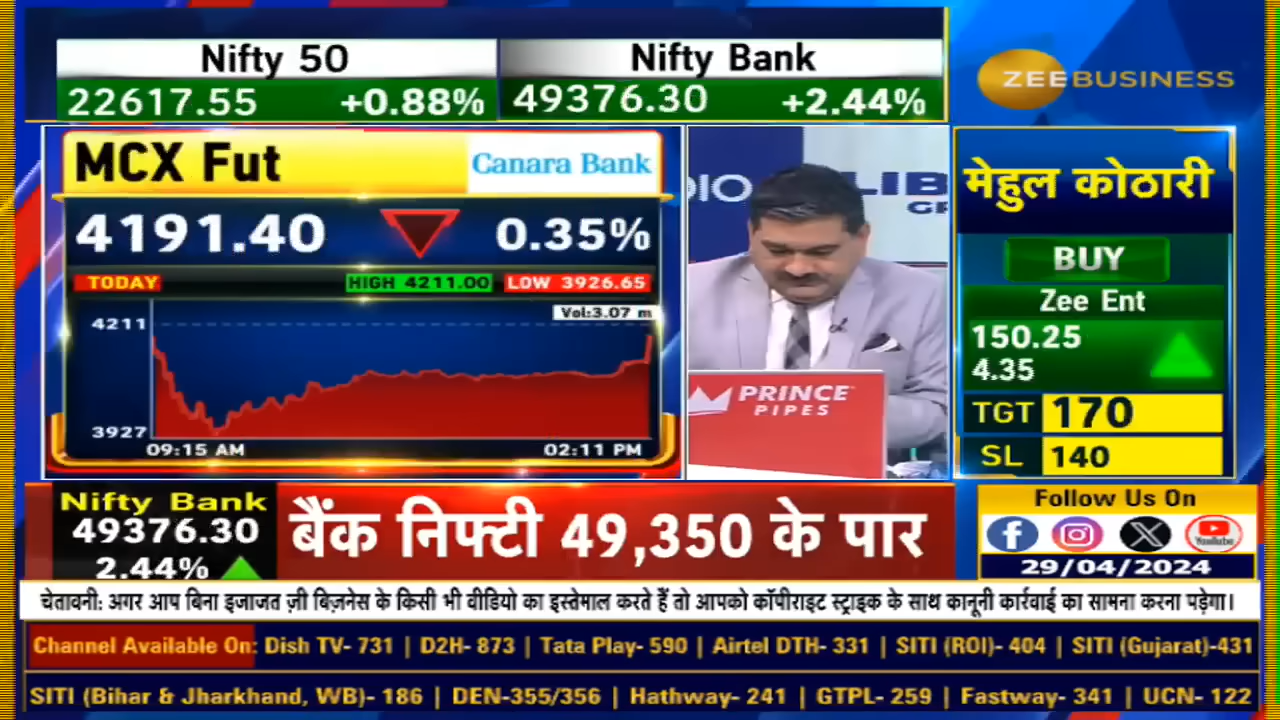 Nifty 50
22617.55 +0.88%
Nifty Bank
49376.30 +2.44%
ZEEBUSINESS
MCX Fut
Canara Bank
4191.40 0.35%
TODAY HIGH 4211.00 LOW 3926.65
Vol:3.07 m
4211
3927
09:15 AM 02:11 PM
DIO
LIB
GR
PRINCE
PIPES
मेहुल कोठारी
BUY
Zee Ent
150.25
4.35
TGT 170
SL 140
Nifty Bank
49376.30
2.44%
बैंक निफ्टी 49,350 के पार
Follow Us On
YouTube
29/04/2024
चेतावनी: अगर आप बिना इजाजत ज़ी बिज़नेस के किसी भी वीडियो का इस्तेमाल करते हैं तो आपको कॉपीराइट स्ट्राइक के साथ कानूनी कार्रवाई का सामना करना पड़ेगा।
Channel Available On: Dish TV- 731 | D2H- 873 | Tata Play- 590 | Airtel DTH- 331 | SITI (ROI)- 404 | SITI (Gujarat)-431
SITI (Bihar & Jharkhand, WB)- 186 | DEN-355/356 | Hathway- 241 | GTPL- 259 | Fastway- 341 | UCN- 122